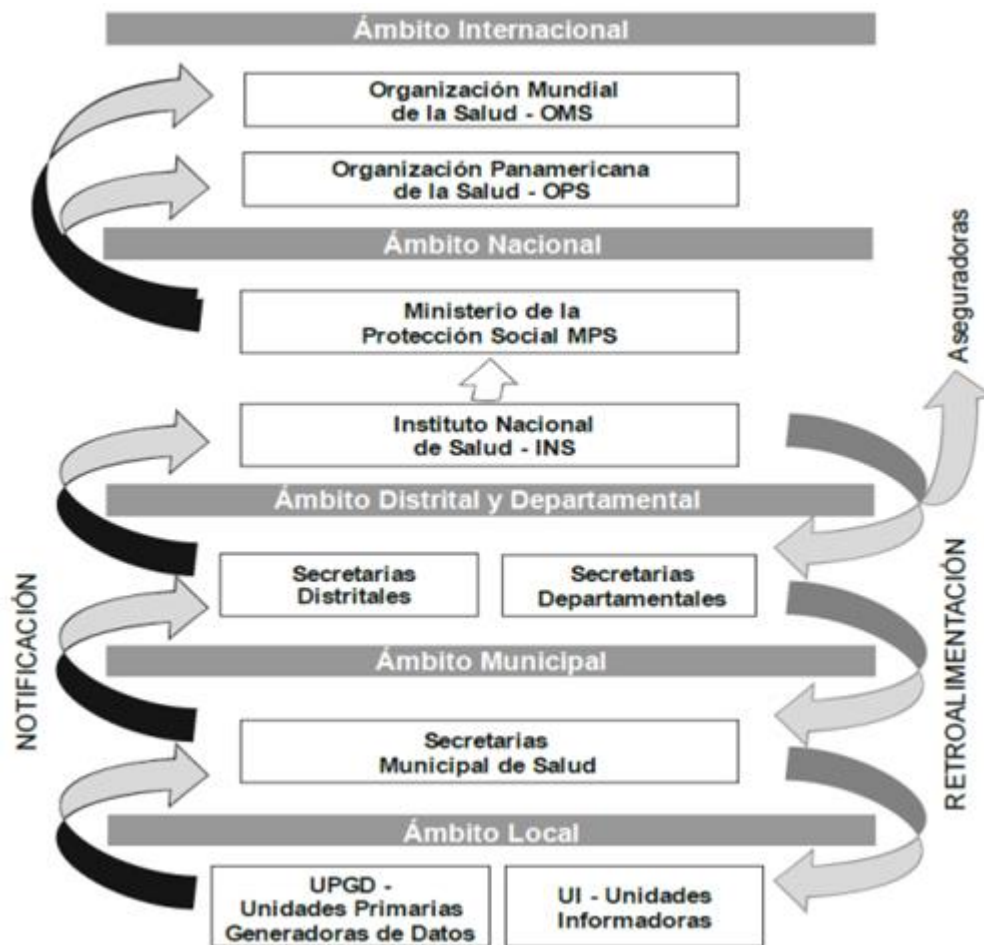 Ámbito Internacional
Organización Mundial
de la Salud - OMS
Organización Panamericana
de la Salud - OPS
Ámbito Nacional
Ministerio de la
Protección Social MPS
Aseguradoras
Instituto Nacional
de Salud - INS
Ámbito Distrital y Departamental
Secretarias
Distritales
Secretarias
Departamentales
NOTIFICACIÓN
RETROALIMENTACIÓN
Ámbito Municipal
Secretarias
Municipal de Salud
Ámbito Local
UPGD -
Unidades Primarias
Generadoras de Datos
UI - Unidades
Informadoras